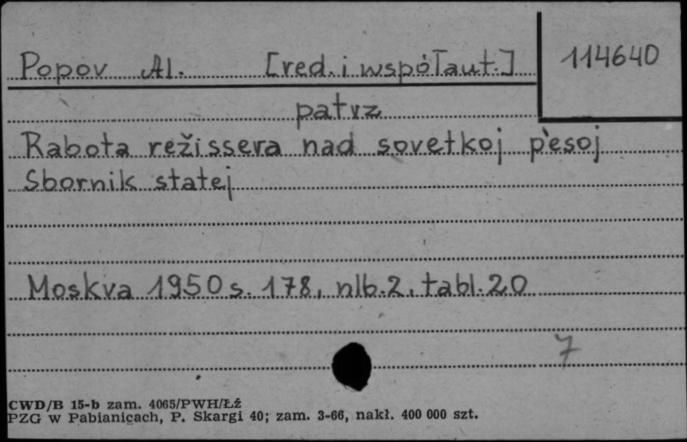 Popov Al. [red. i współaut.]
114640
patrz
Rabota režissera nad sovetkoj p'esoj
Sbornik statej
Moskva 1950 s. 178, nlb. 2, tabl. 20
7
CWD/B 15-b zam. 4065/PWH/Łź
PZG w Pabianicach, P. Skargi 40; zam. 3-66, nakł. 400 000 szt.